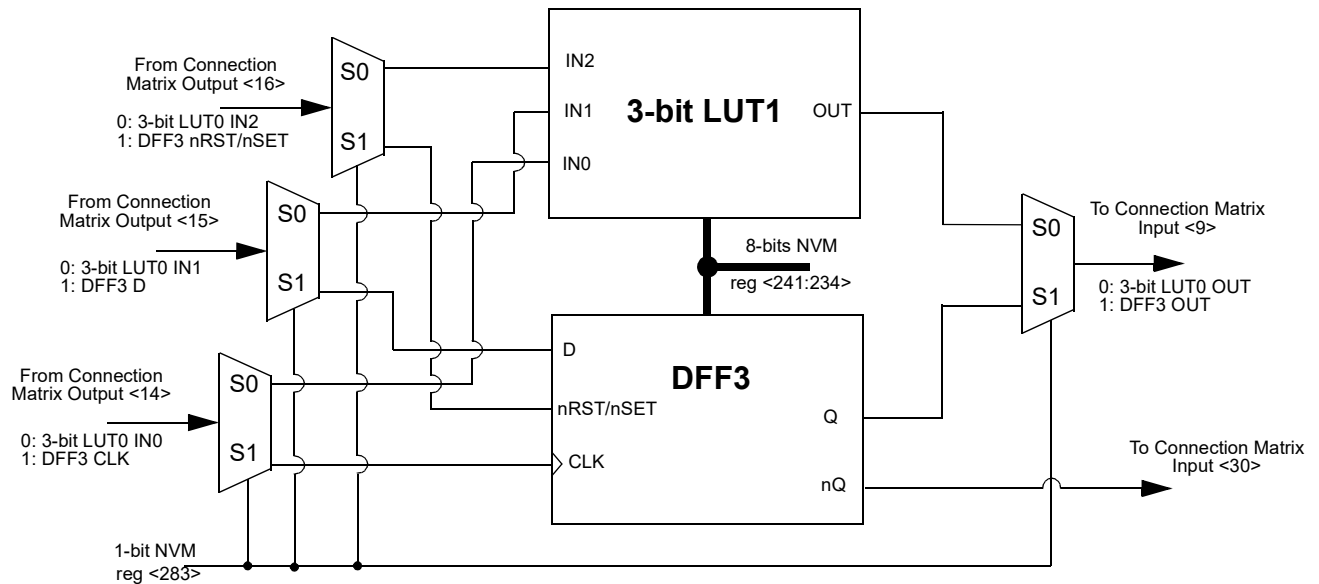 From Connection
Matrix Output <16>
0: 3-bit LUT0 IN2
1: DFF3 nRST/nSET
S0
S1
From Connection
Matrix Output <15>
0: 3-bit LUT0 IN1
1: DFF3 D
S0
S1
From Connection
Matrix Output <14>
0: 3-bit LUT0 IN0
1: DFF3 CLK
S0
S1
1-bit NVM
reg <283>
IN2
IN1
IN0
3-bit LUT1
OUT
8-bits NVM
reg <241:234>
D
nRST/nSET
CLK
DFF3
Q
nQ
S0
S1
To Connection Matrix
Input <9>
0: 3-bit LUT0 OUT
1: DFF3 OUT
To Connection Matrix
Input <30>